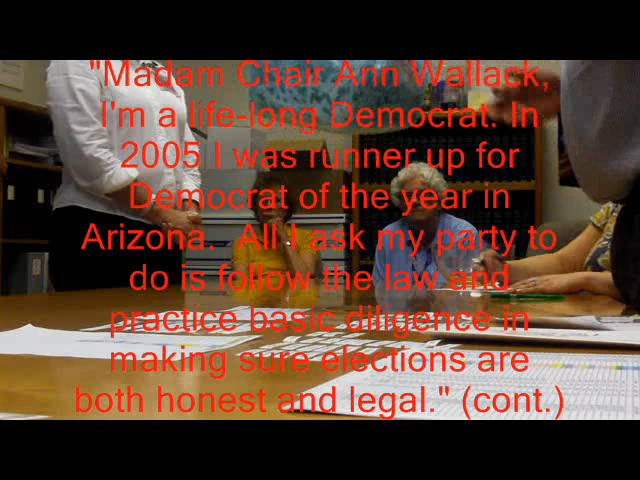 "Madam Chair Ann Wallack,
I'm a life-long Democrat. In
2005 I was runner up for
Democrat of the year in
Arizona.  All I ask my party to
do is follow the law and
practice basic diligence in
making sure elections are
both honest and legal." (cont.)